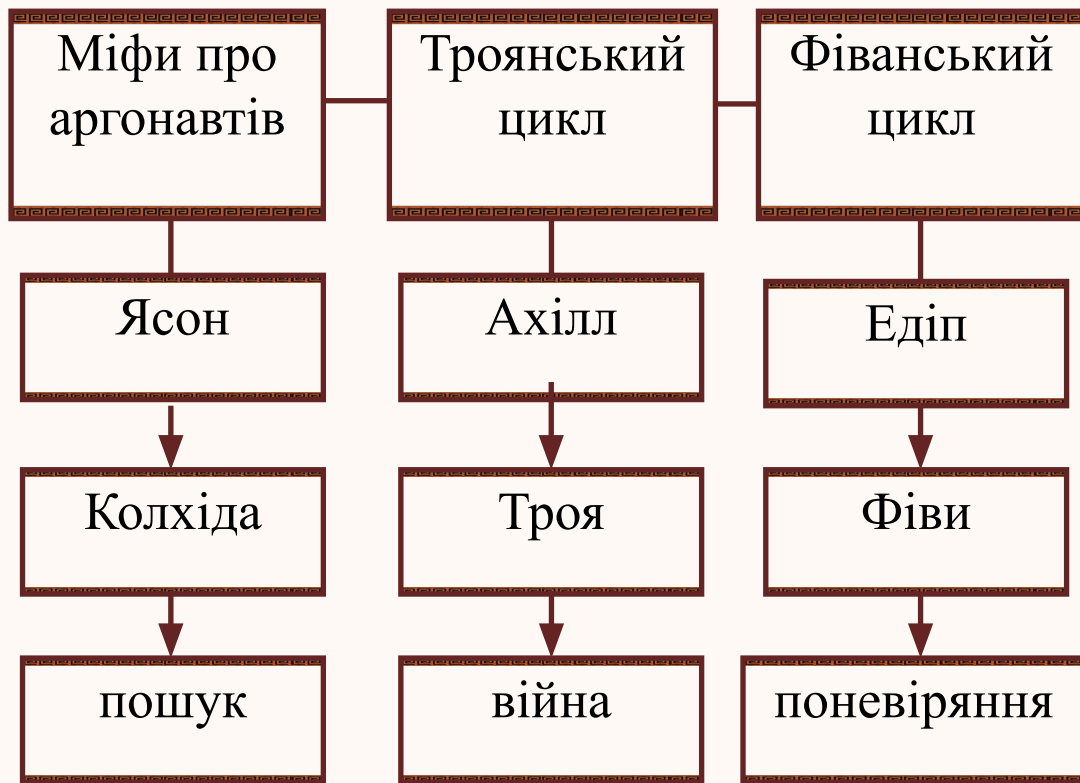 Міфи про
аргонавтів
Троянський
цикл
Фіванський
цикл
Ясон
Ахілл
Едіп
Колхіда
Троя
Фіви
пошук
війна
поневіряння